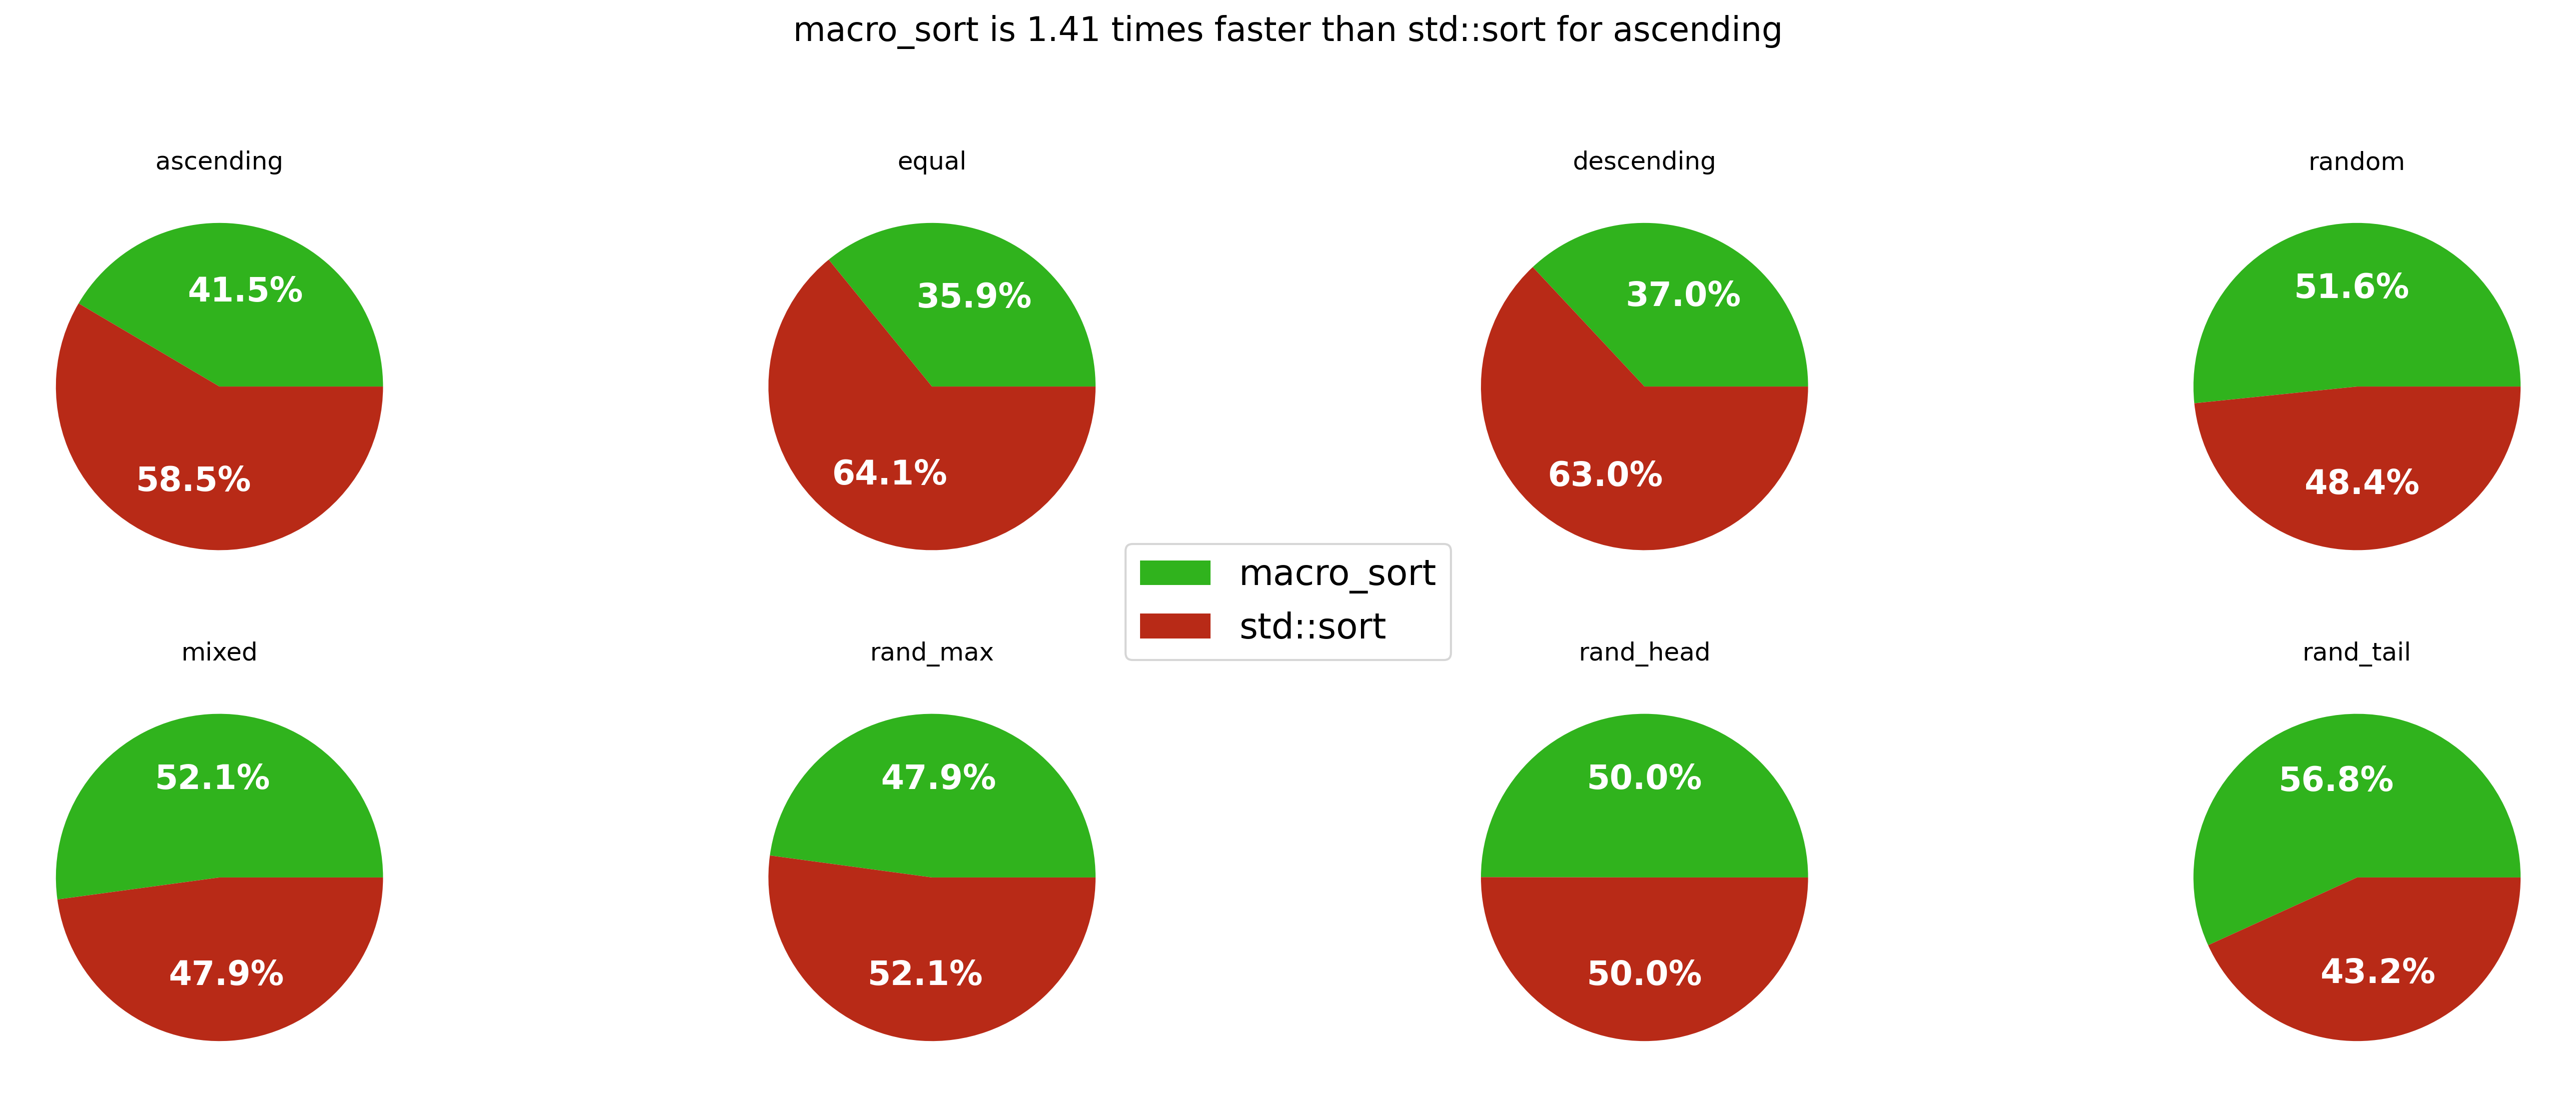 macro_sort is 1.41 times faster than std::sort for ascending
ascending
41.5%
58.5%
equal
35.9%
64.1%
descending
37.0%
63.0%
random
51.6%
48.4%
macro_sort
std::sort
mixed
52.1%
47.9%
rand_max
47.9%
52.1%
rand_head
50.0%
50.0%
rand_tail
56.8%
43.2%